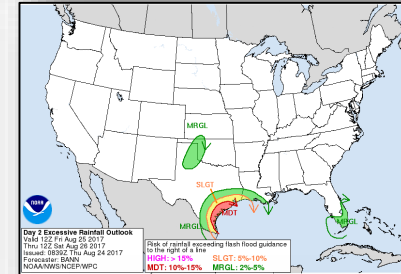 MRGL
SLGT
MDT
MRGL
MRGL
NOAA
Day 2 Excessive Rainfall Outlook
Valid 12Z Fri Aug 25 2017
Thru 12Z Sat Aug 26 2017
Issued: 0839Z Thu Aug 24 2017
Forecaster: BANN
NOAA/NWS/NCEP/WPC
Risk of rainfall exceeding flash flood guidance
to the right of a line
HIGH: > 15% SLGT: 5%-10%
MDT: 10%-15% MRGL: 2%-5%